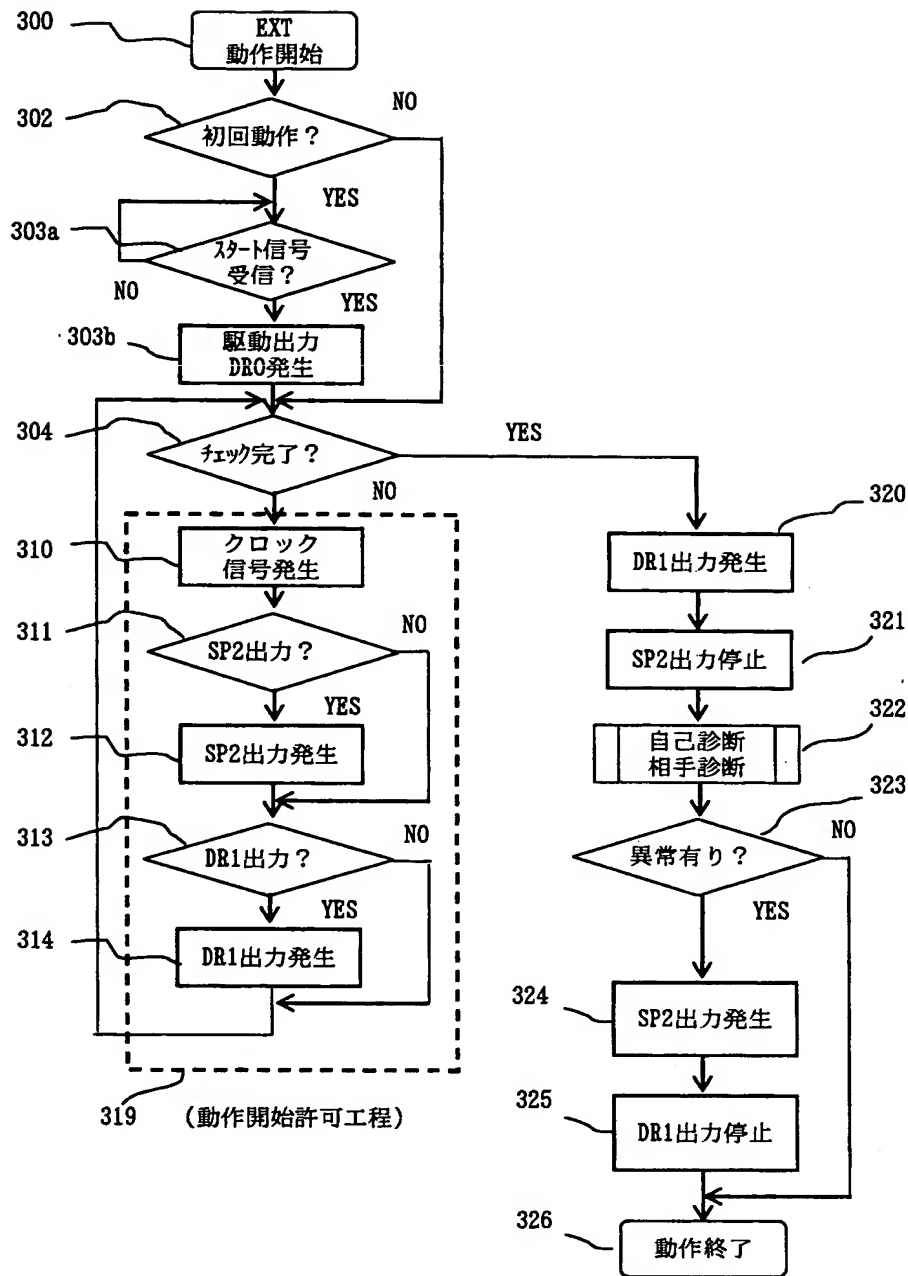 300
EXT
動作開始
302
NO
初回動作？
YES
303a
スタート信号
受信？
NO
YES
303b
駆動出力
DR0発生
304
YES
チェック完了？
NO
310
クロック
信号発生
311
NO
SP2出力？
YES
312
SP2出力発生
313
NO
DR1出力？
YES
314
DR1出力発生
319
(動作開始許可工程)
320
DR1出力発生
321
SP2出力停止
322
自己診断
相手診断
323
NO
異常有り？
YES
324
SP2出力発生
325
DR1出力停止
326
動作終了